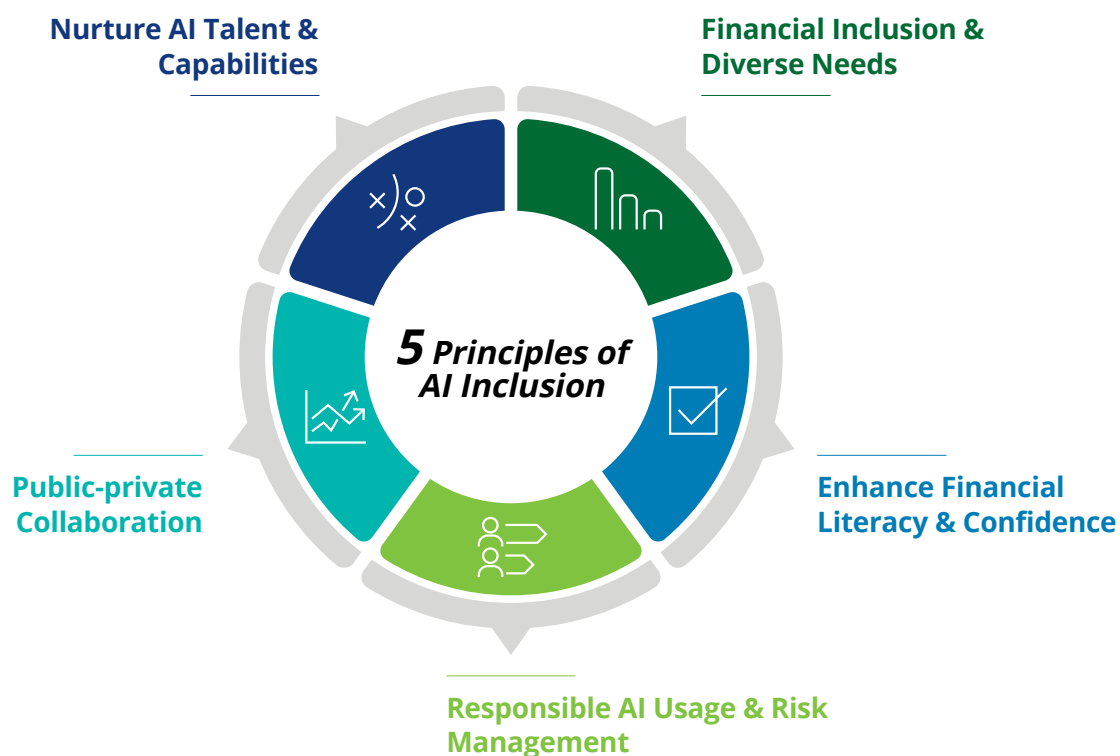 Nurture AI Talent &
Capabilities
Financial Inclusion &
Diverse Needs
5 Principles of
AI Inclusion
Public-private
Collaboration
Enhance Financial
Literacy & Confidence
Responsible AI Usage & Risk
Management